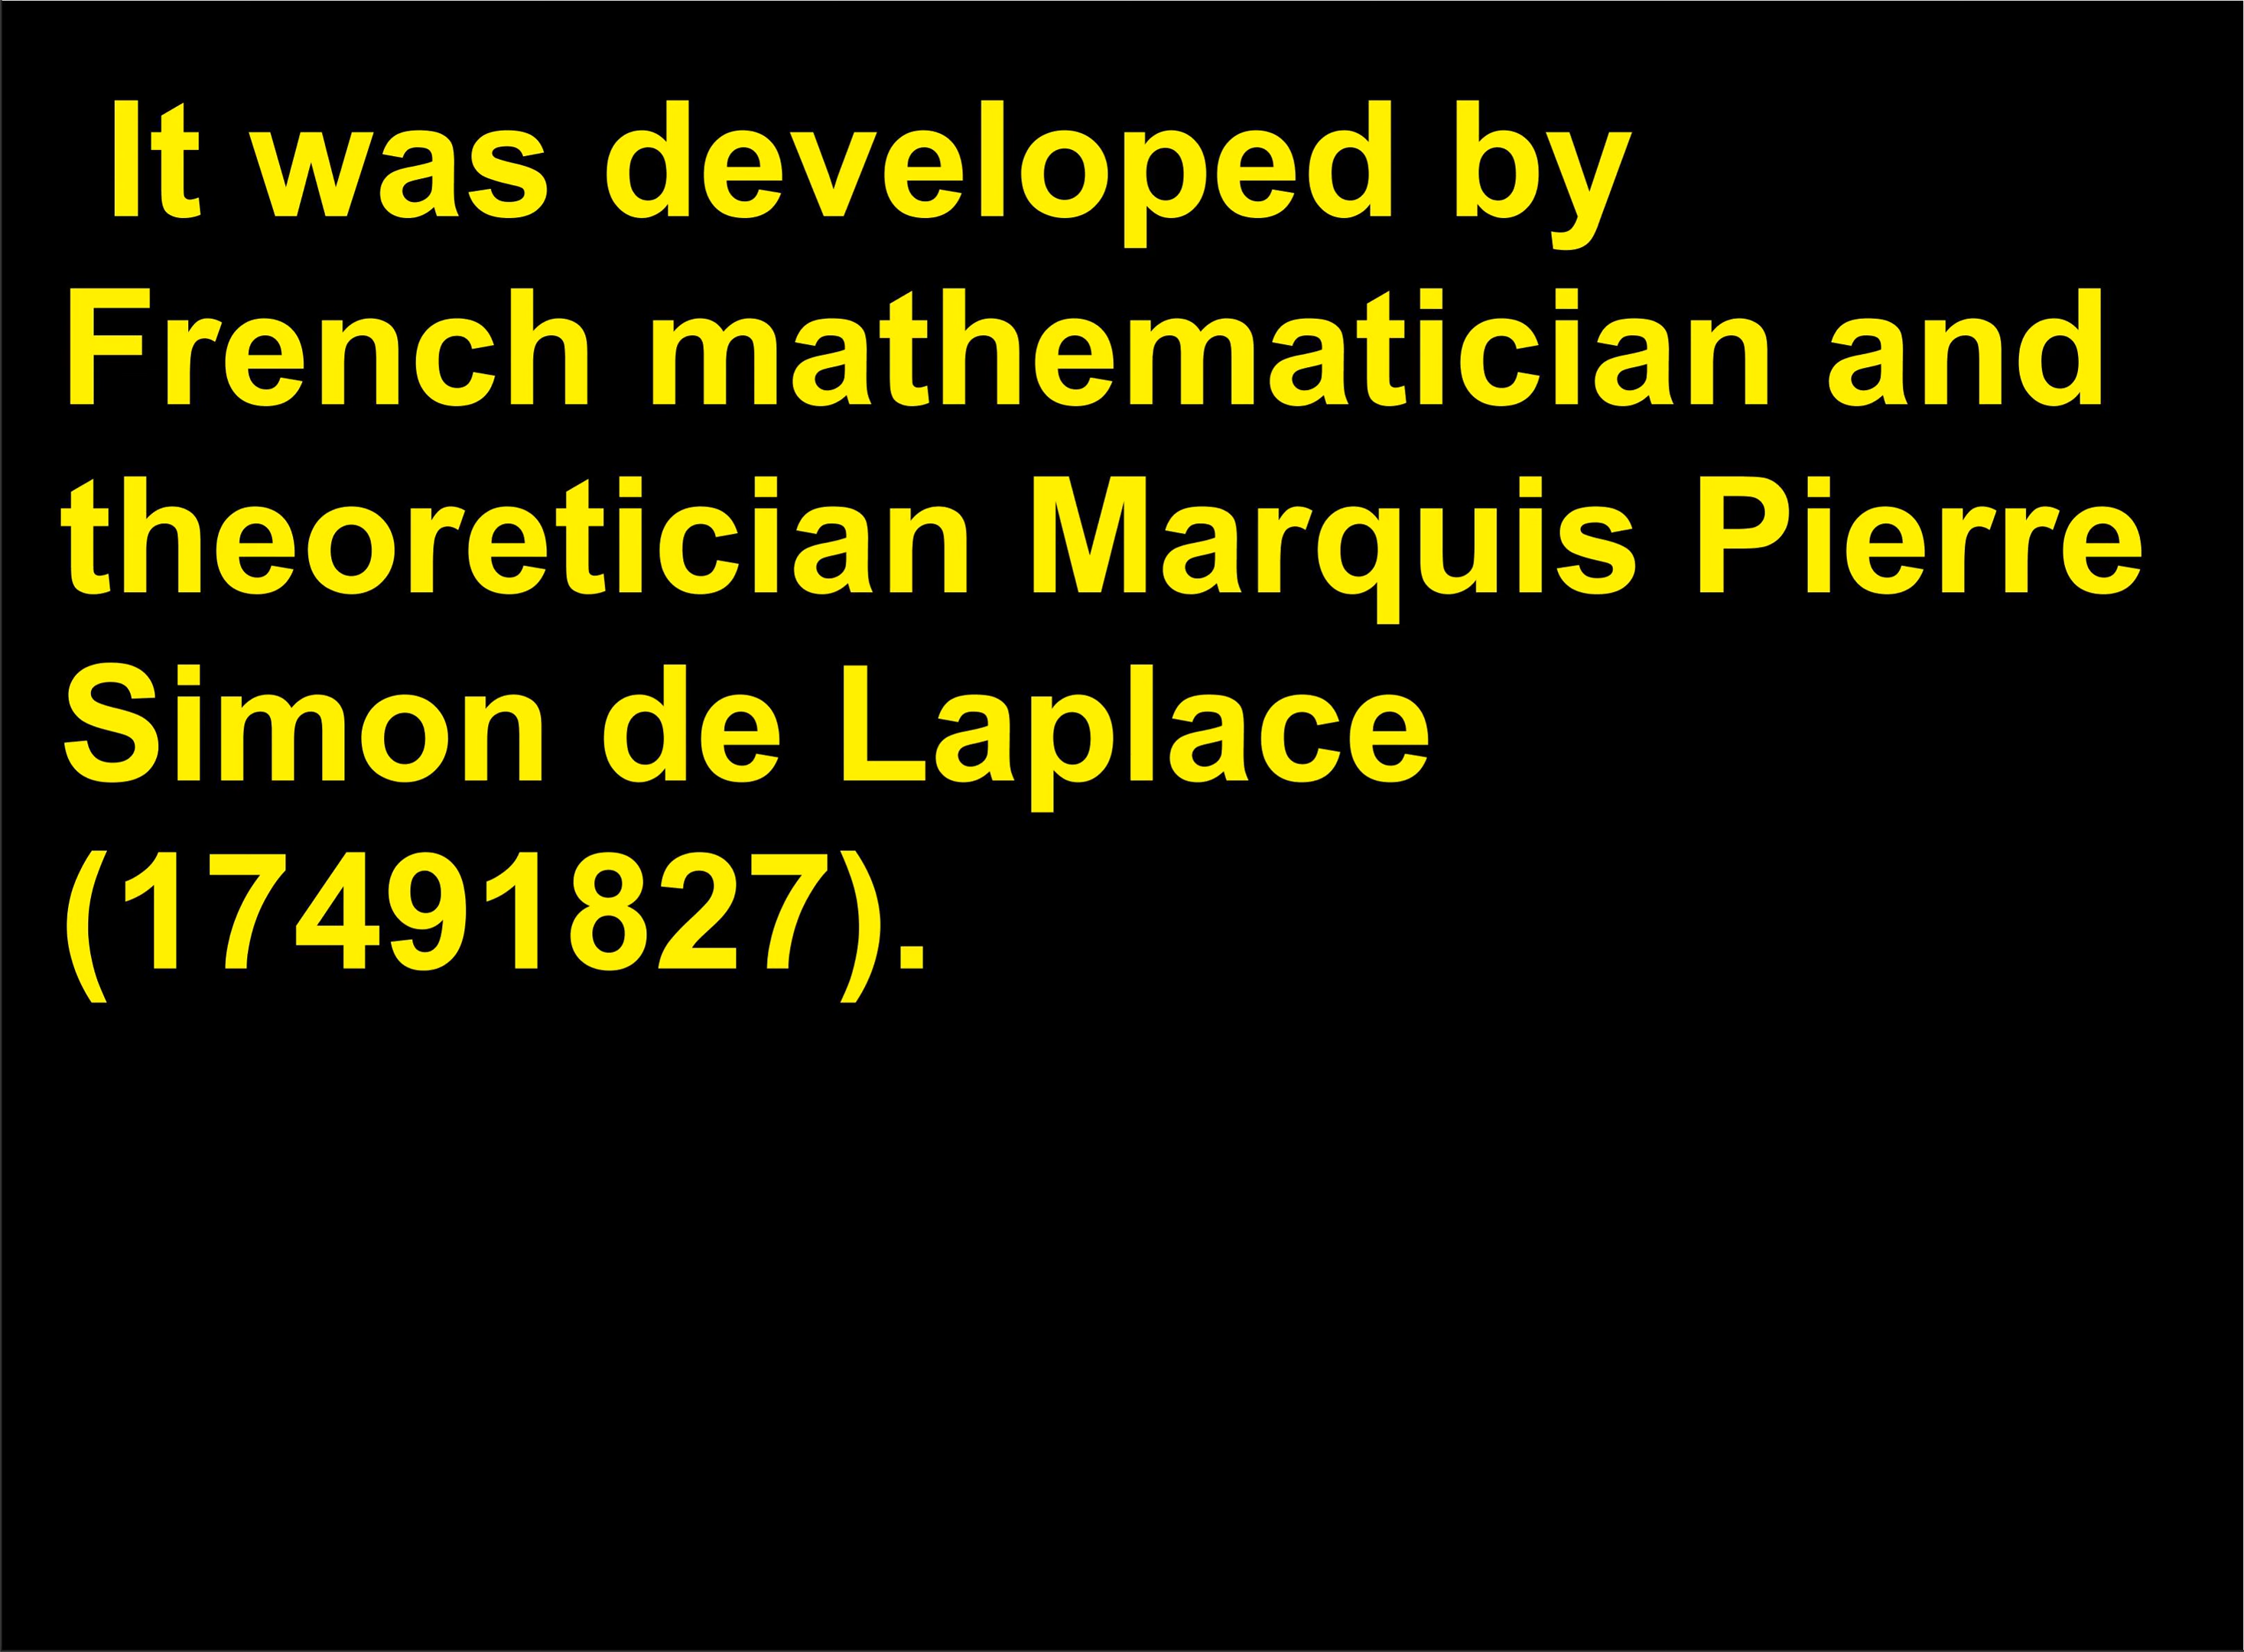 It was developed by
French mathematician and
theoretician Marquis Pierre
Simon de Laplace
(17491827).